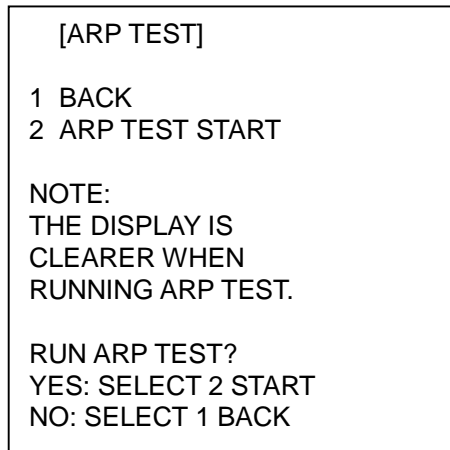 [ARP TEST]
1 BACK
2 ARP TEST START
NOTE:
THE DISPLAY IS
CLEARER WHEN
RUNNING ARP TEST.
RUN ARP TEST?
YES: SELECT 2 START
NO: SELECT 1 BACK